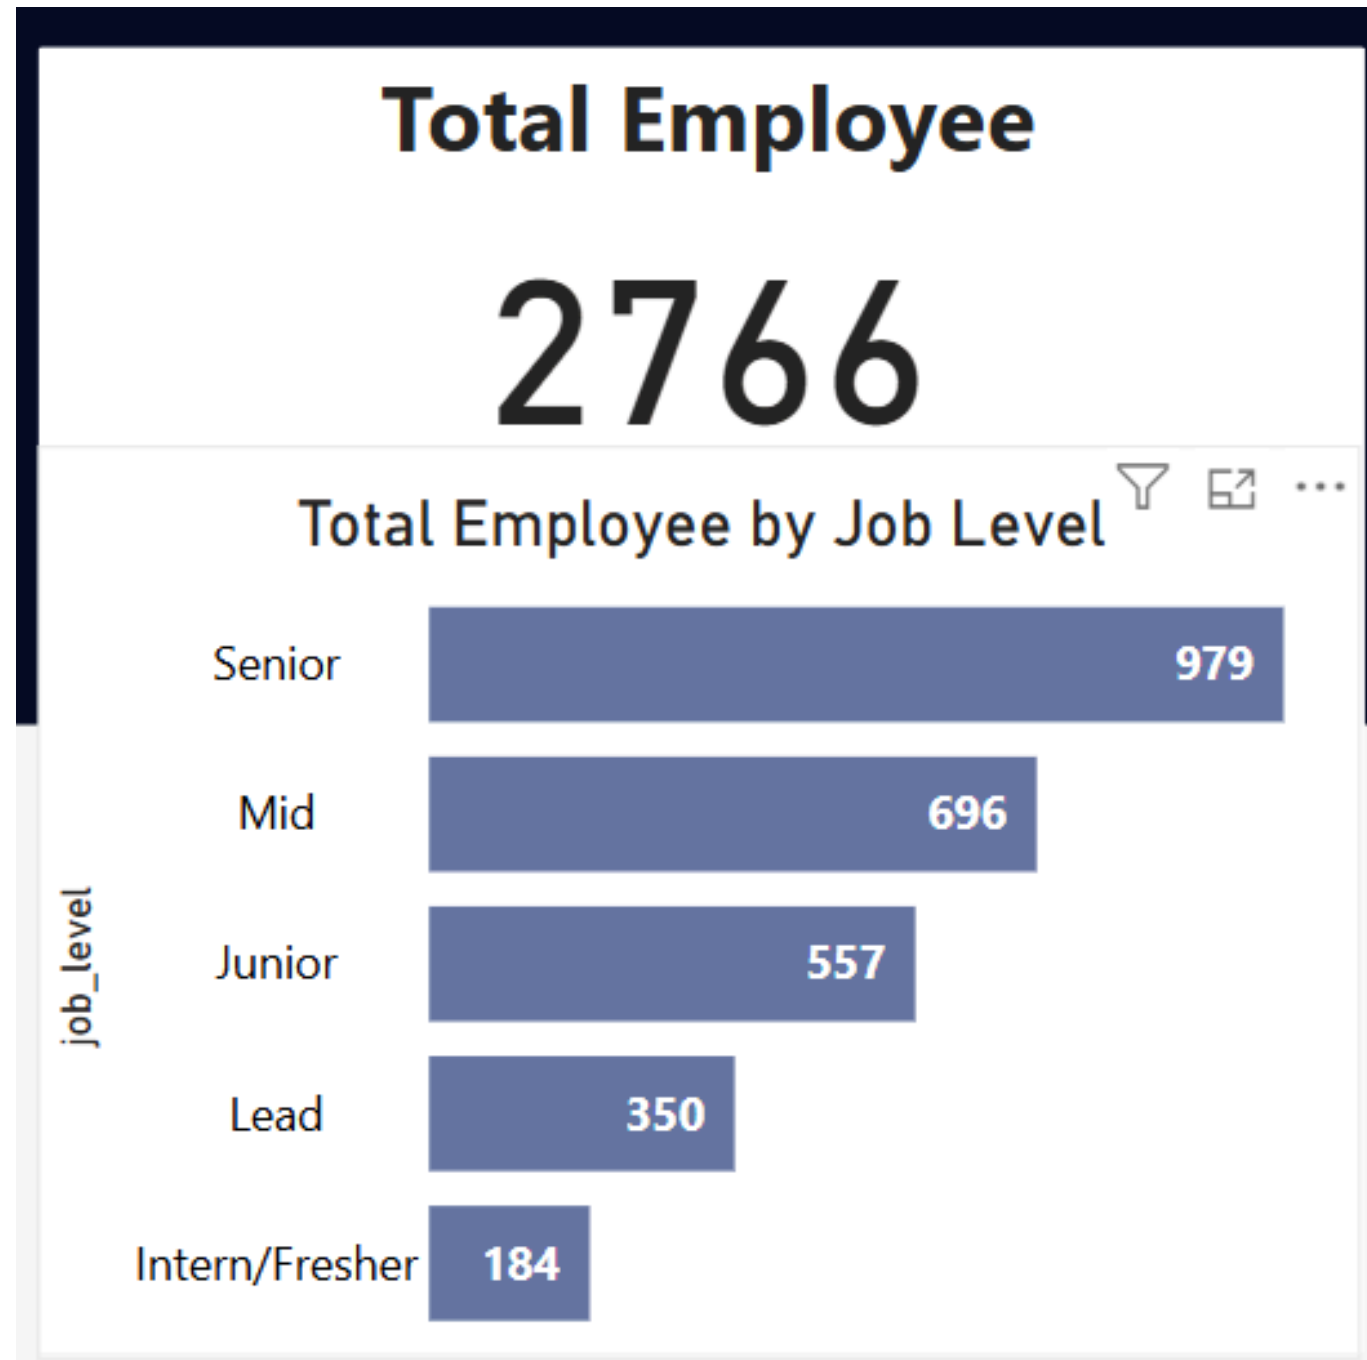 Total Employee
2766
Total Employee by Job Level
job_level
Senior 979
Mid 696
Junior 557
Lead 350
Intern/Fresher 184